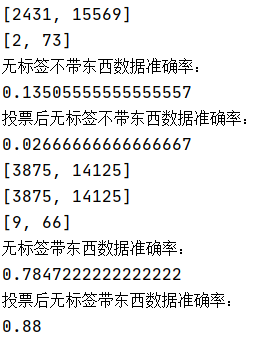 [2431, 15569]
[2, 73]
无标签不带东西数据准确率：
0.13505555555555557
投票后无标签不带东西数据准确率：
0.02666666666666667
[3875, 14125]
[3875, 14125]
[9, 66]
无标签带东西数据准确率：
0.7847222222222222
投票后无标签带东西数据准确率：
0.88